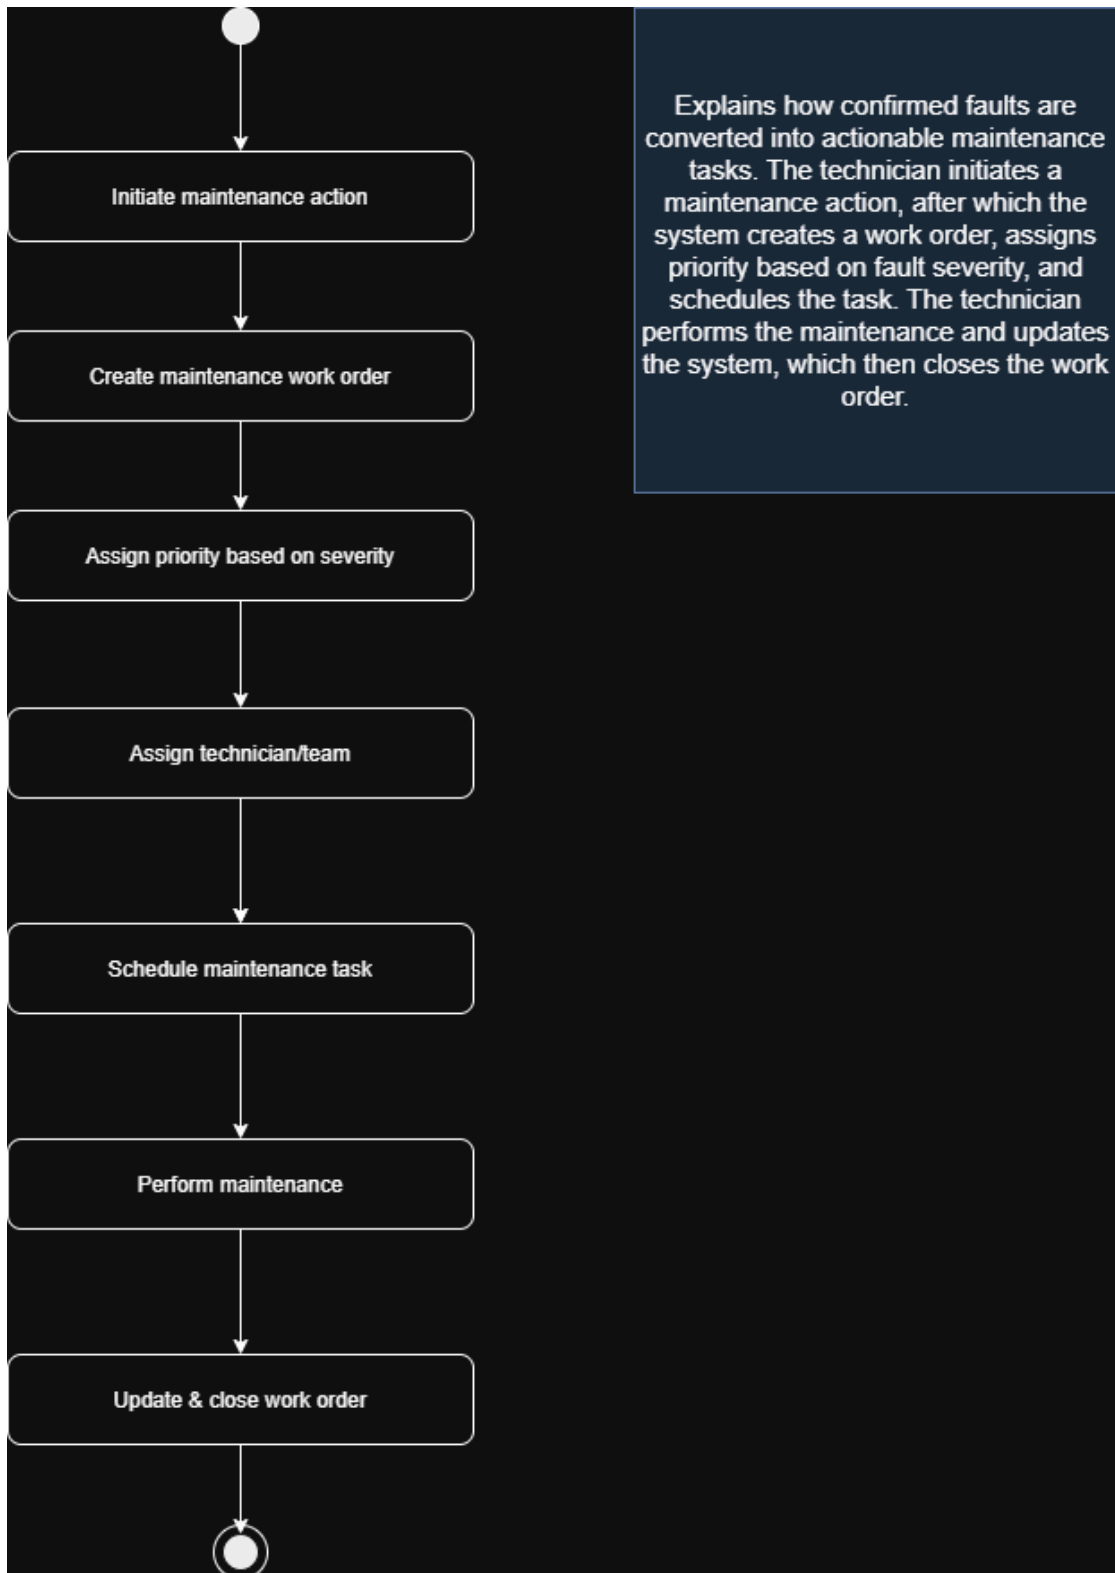 Initiate maintenance action
Create maintenance work order
Assign priority based on severity
Assign technician/team
Schedule maintenance task
Perform maintenance
Update & close work order
Explains how confirmed faults are
converted into actionable maintenance
tasks. The technician initiates a
maintenance action, after which the
system creates a work order, assigns
priority based on fault severity, and
schedules the task. The technician
performs the maintenance and updates
the system, which then closes the work
order.